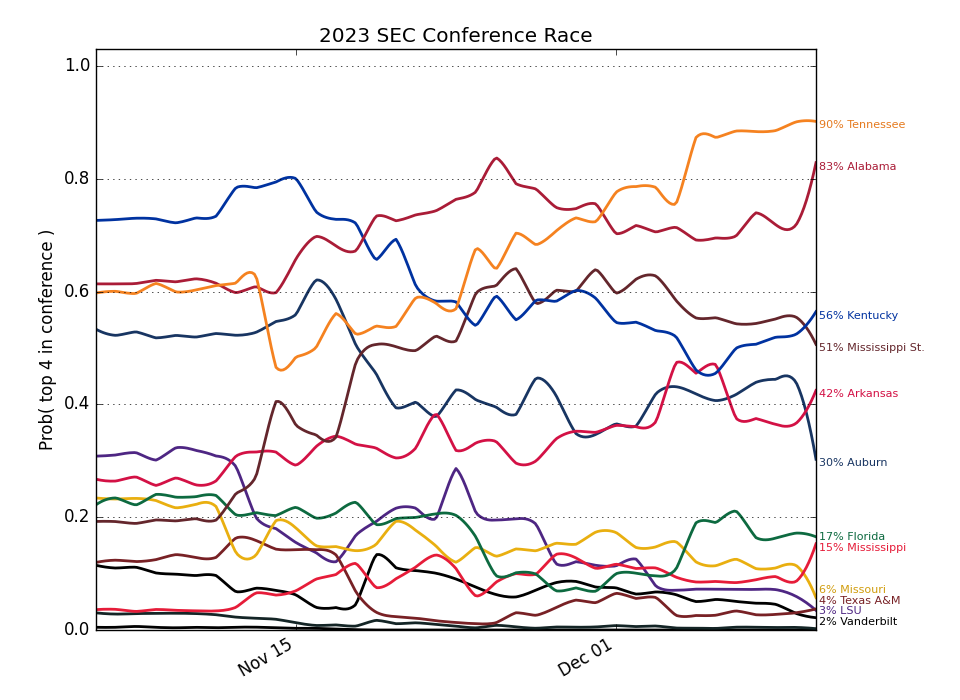 2023 SEC Conference Race
Prob( top 4 in conference )
1.0
0.8
0.6
0.4
0.2
0.0
Nov 15
Dec 01
90% Tennessee
83% Alabama
56% Kentucky
51% Mississippi St.
42% Arkansas
30% Auburn
17% Florida
15% Mississippi
6% Missouri
4% Texas A&M
3% LSU
2% Vanderbilt